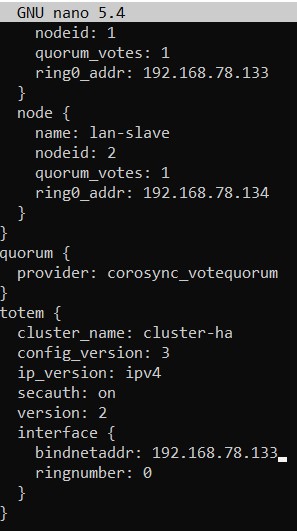 GNU nano 5.4
nodeid: 1
quorum_votes: 1
ring0_addr: 192.168.78.133
}
node {
name: lan-slave
nodeid: 2
quorum_votes: 1
ring0_addr: 192.168.78.134
}
}
quorum {
provider: corosync_votequorum
}
totem {
cluster_name: cluster-ha
config_version: 3
ip_version: ipv4
secauth: on
version: 2
interface {
bindnetaddr: 192.168.78.133
ringnumber: 0
}
}